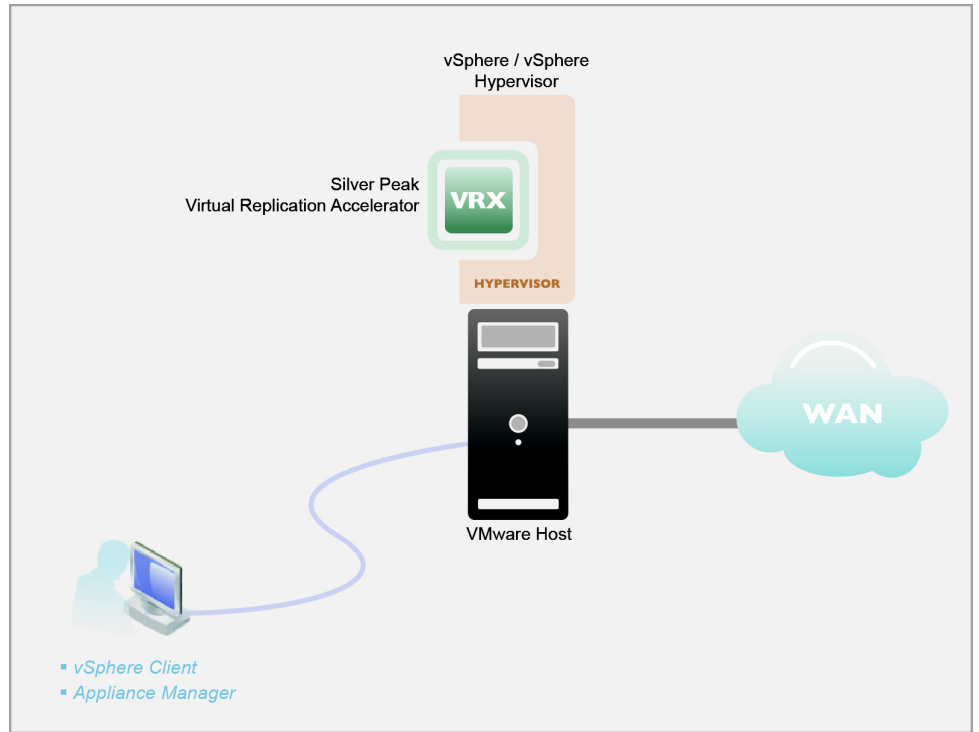 vSphere / vSphere
Hypervisor
Silver Peak
Virtual Replication Accelerator
VRX
HYPERVISOR
WAN
VMware Host
▪ vSphere Client
▪ Appliance Manager